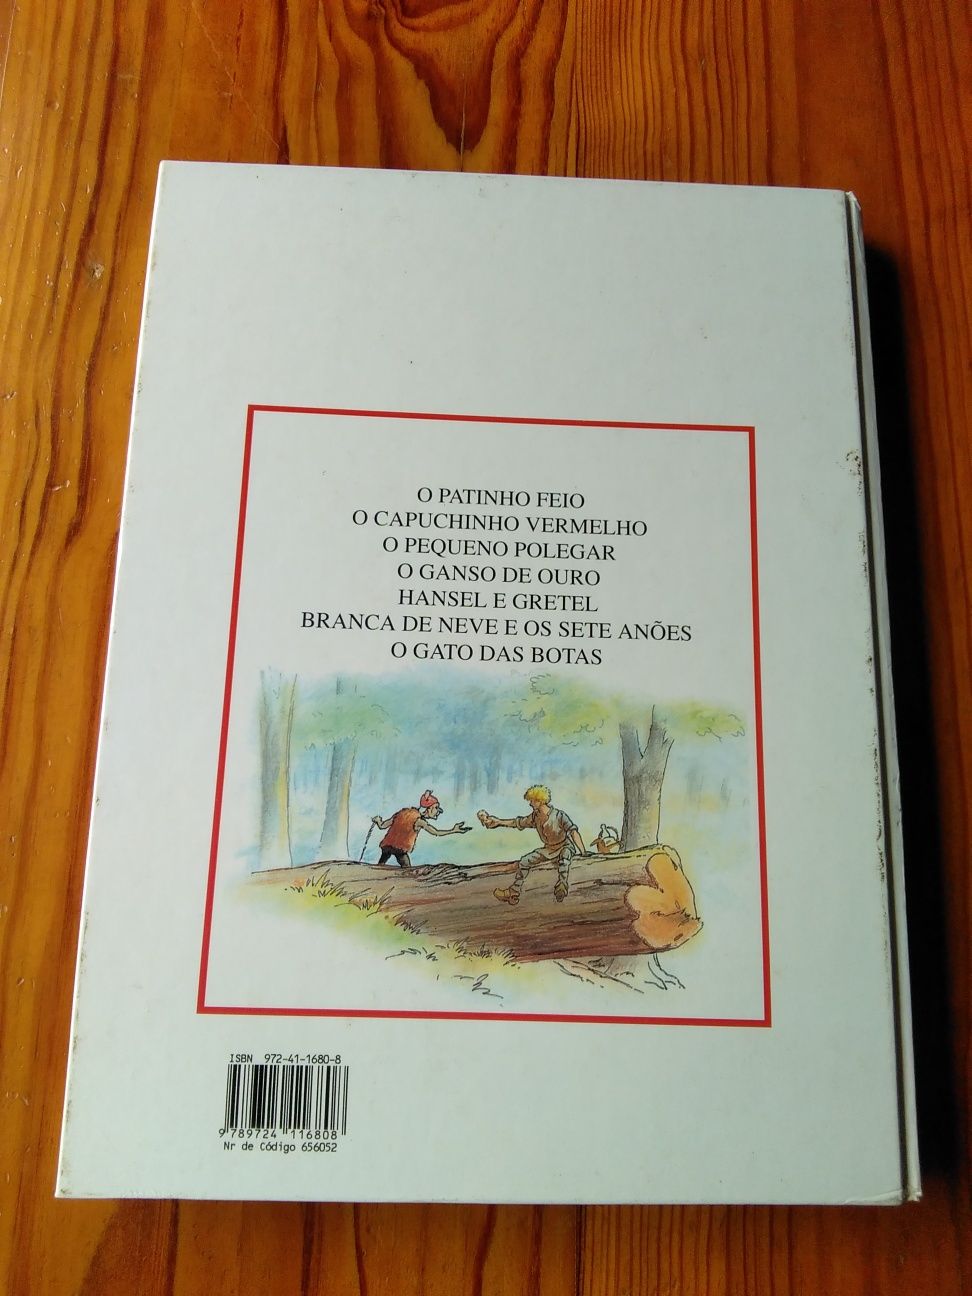 O PATINHO FEIO
O CAPUCHINHO VERMELHO
O PEQUENO POLEGAR
O GANSO DE OURO
HANSEL E GRETEL
BRANCA DE NEVE E OS SETE ANÕES
O GATO DAS BOTAS
ISBN 972-41-1680-8
9 789724 116808
Nr de Código 656052